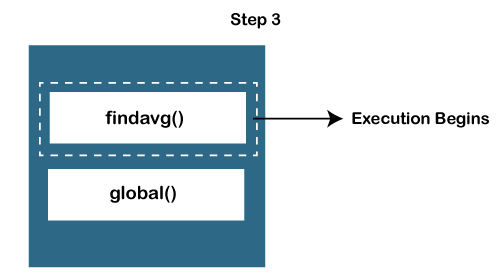 Step 3
findavg()
Execution Begins
global()